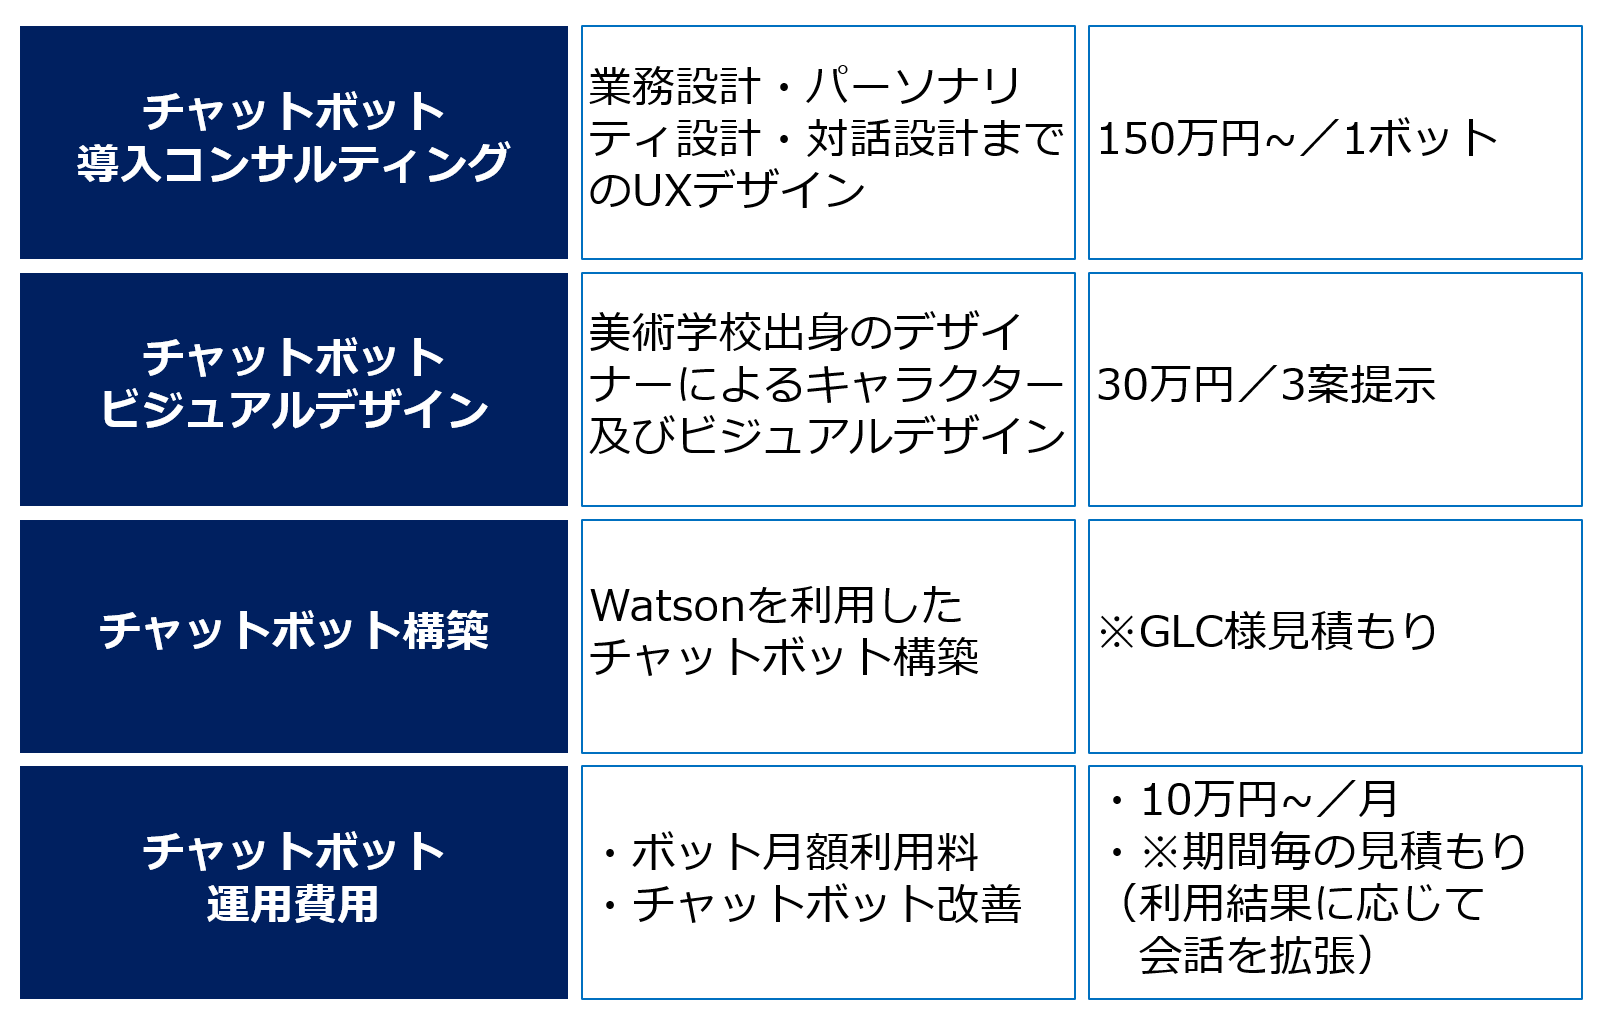 チャットボット
導入コンサルティング
業務設計・パーソナリ
ティ設計・対話設計まで
のUXデザイン
150万円~／1ボット
チャットボット
ビジュアルデザイン
美術学校出身のデザイ
ナーによるキャラクター
及びビジュアルデザイン
30万円／3案提示
チャットボット構築
Watsonを利用した
チャットボット構築
※GLC様見積もり
チャットボット
運用費用
・ボット月額利用料
・チャットボット改善
・10万円~／月
・※期間毎の見積もり
（利用結果に応じて
会話を拡張）